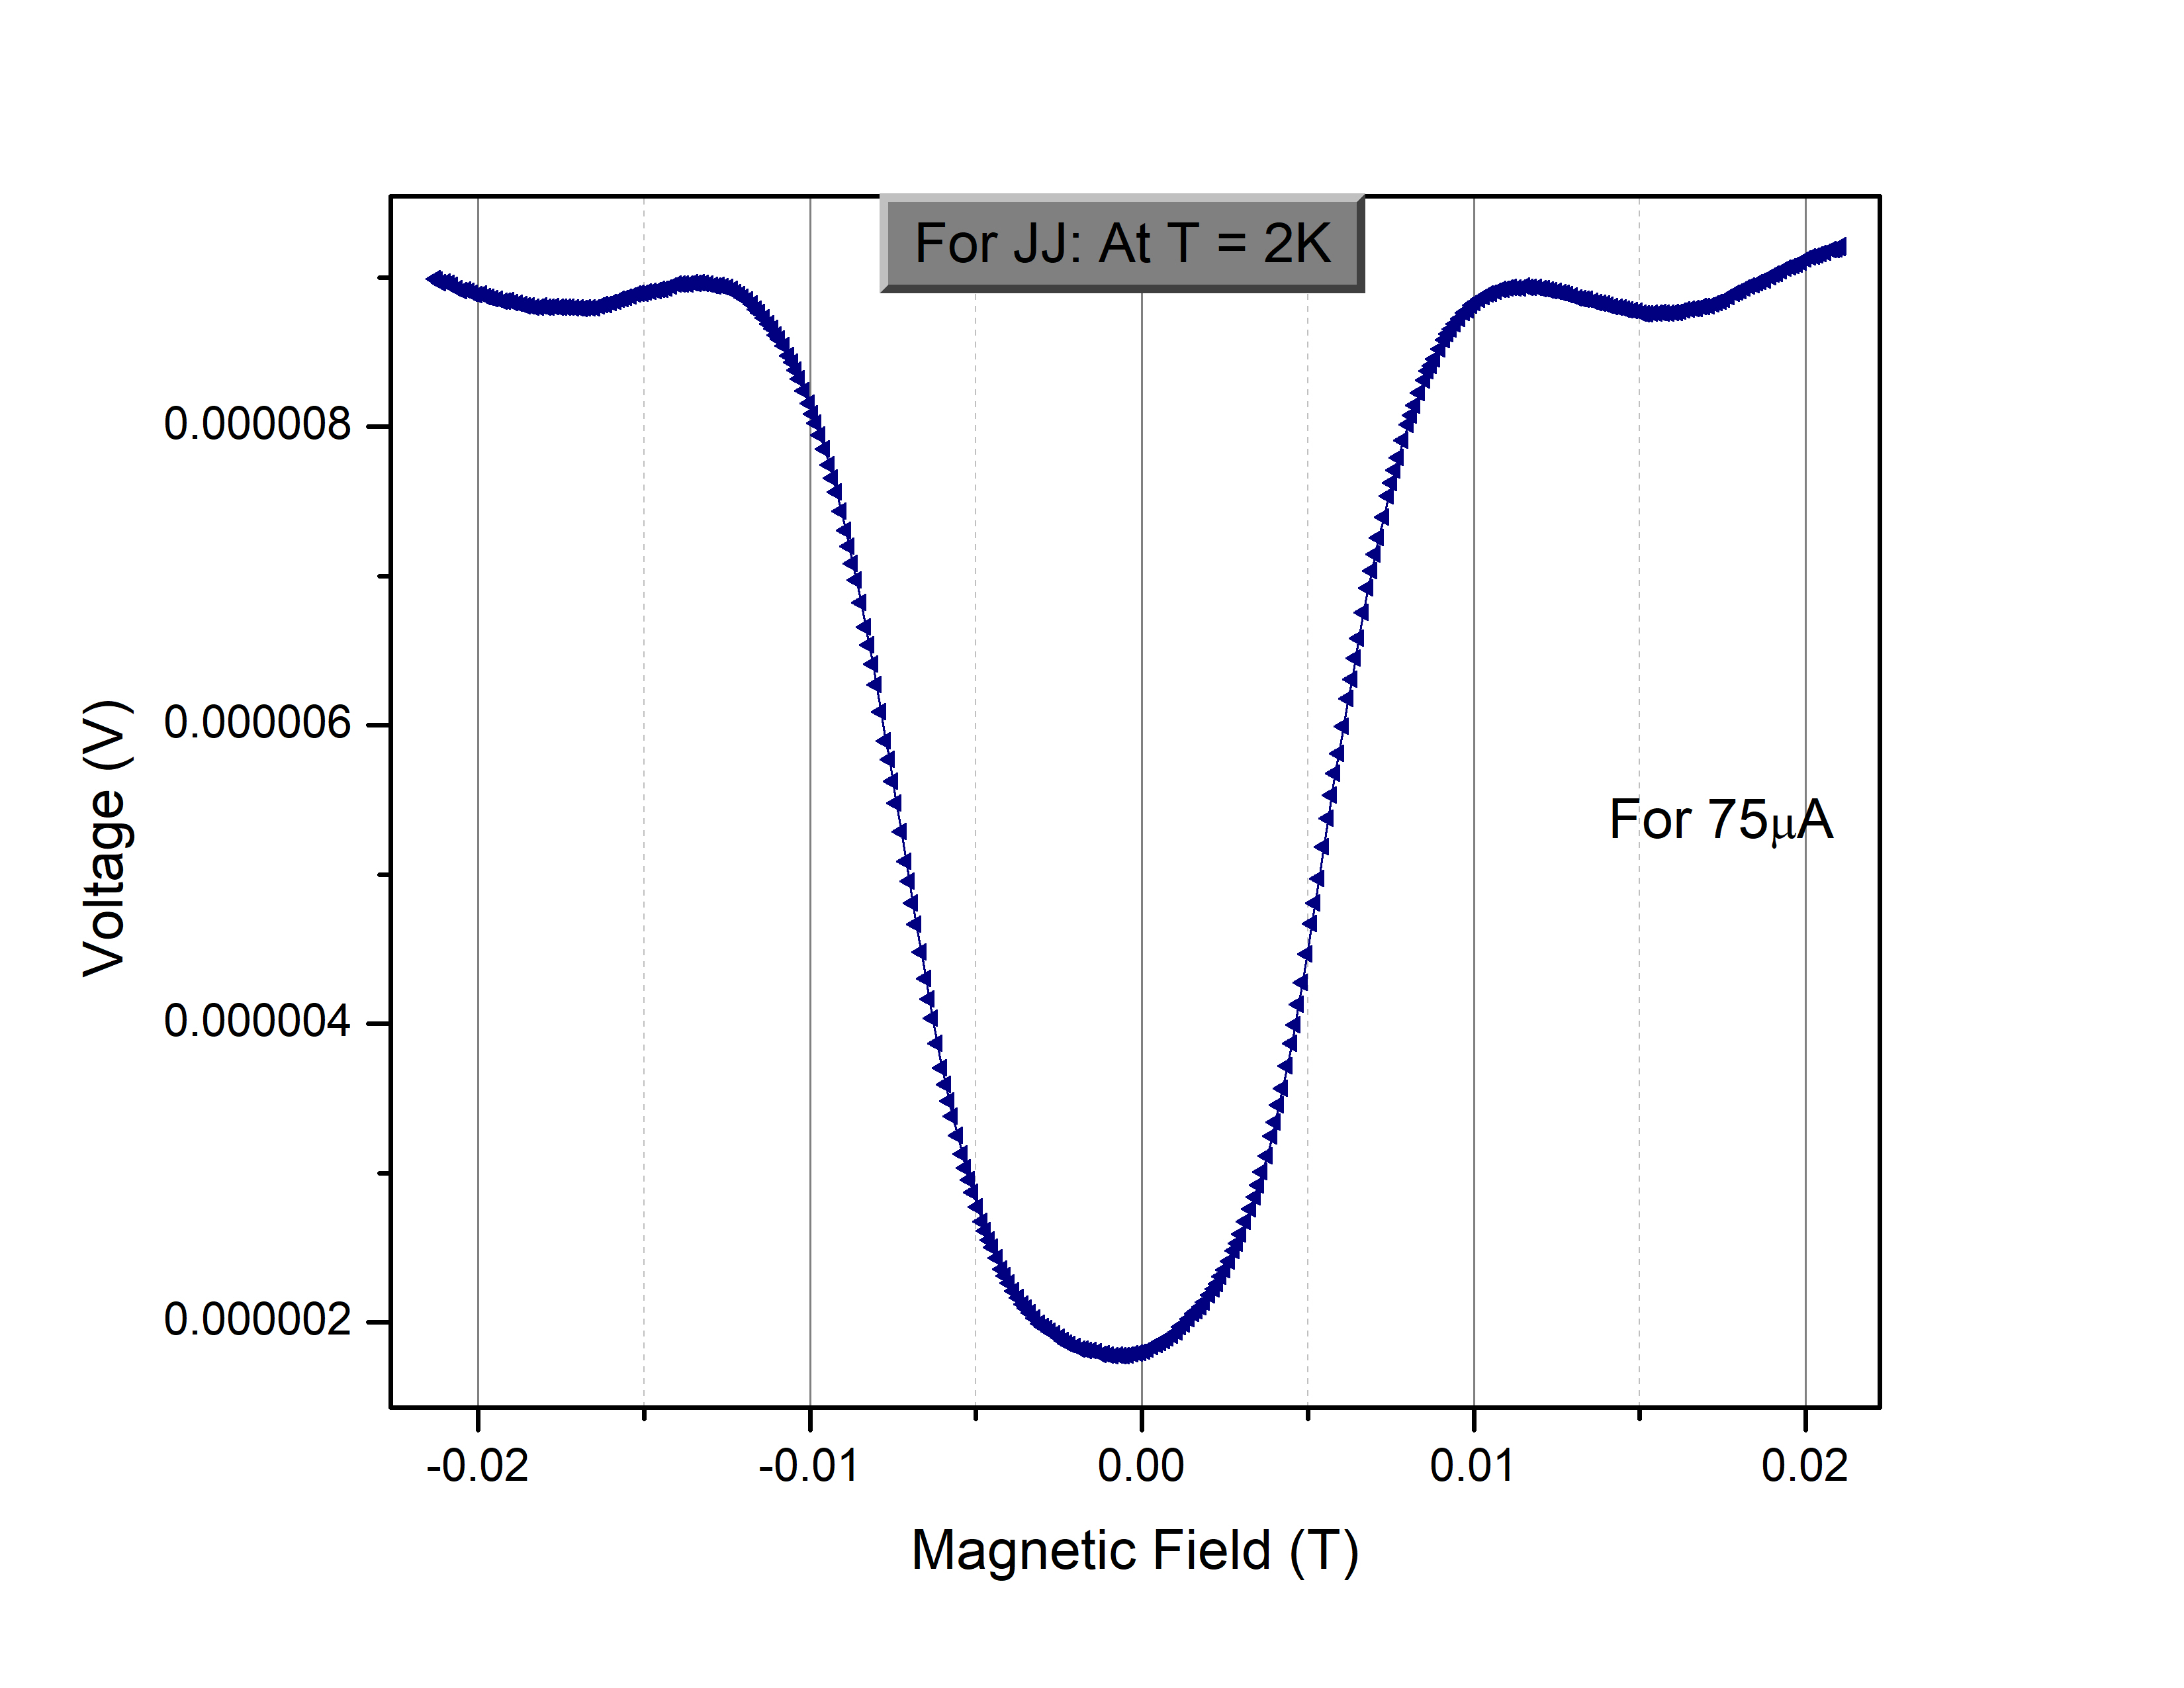 For JJ: At T = 2K
0.000008
0.000006
0.000004
0.000002
Voltage (V)
For 75μA
-0.02 -0.01 0.00 0.01 0.02
Magnetic Field (T)